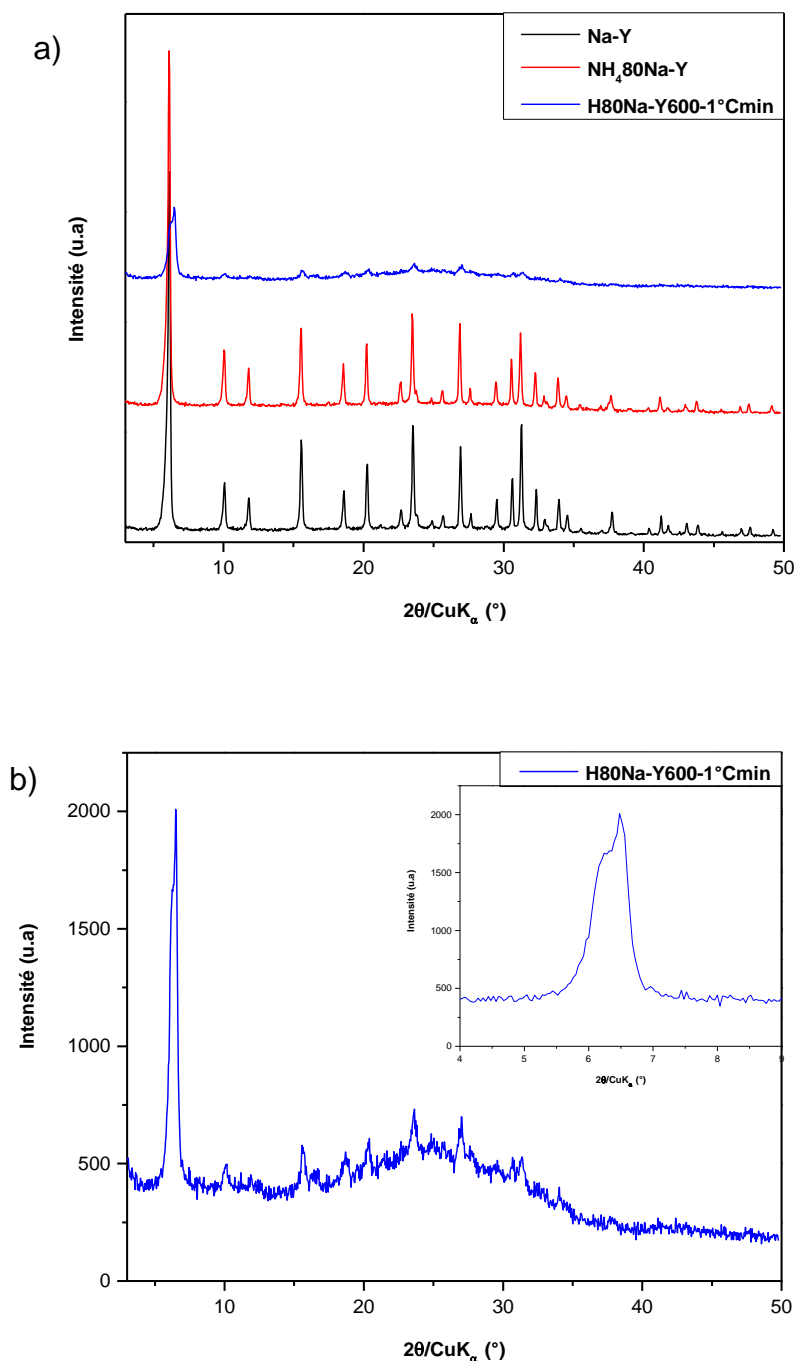 a)
Na-Y
NH₄80Na-Y
H80Na-Y600-1°Cmin
Intensité (u.a)
10 20 30 40 50
2θ/CuKα (°)
b)
H80Na-Y600-1°Cmin
2000
1500
1000
500
0
Intensité (u.a)
10 20 30 40 50
2θ/CuKα (°)
2000
1500
1000
500
0
Intensité (u.a)
4 5 6 7 8 9
2θ/CuKα (°)